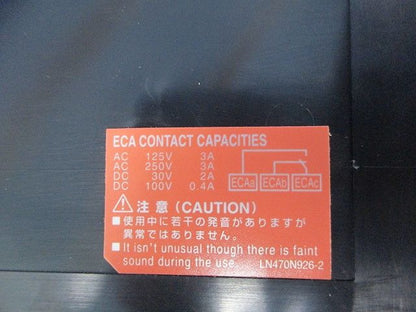 ECA CONTACT CAPACITIES
AC 125V 3A
AC 250V 3A
DC 30V 2A
DC 100V 0.4A
ECAa ECAb ECAc
注意 (CAUTION)
■使用中に若干の発音がありますが
異常ではありません。
■It isn't unusual though there is faint
sound during the use.
LN470N926-2